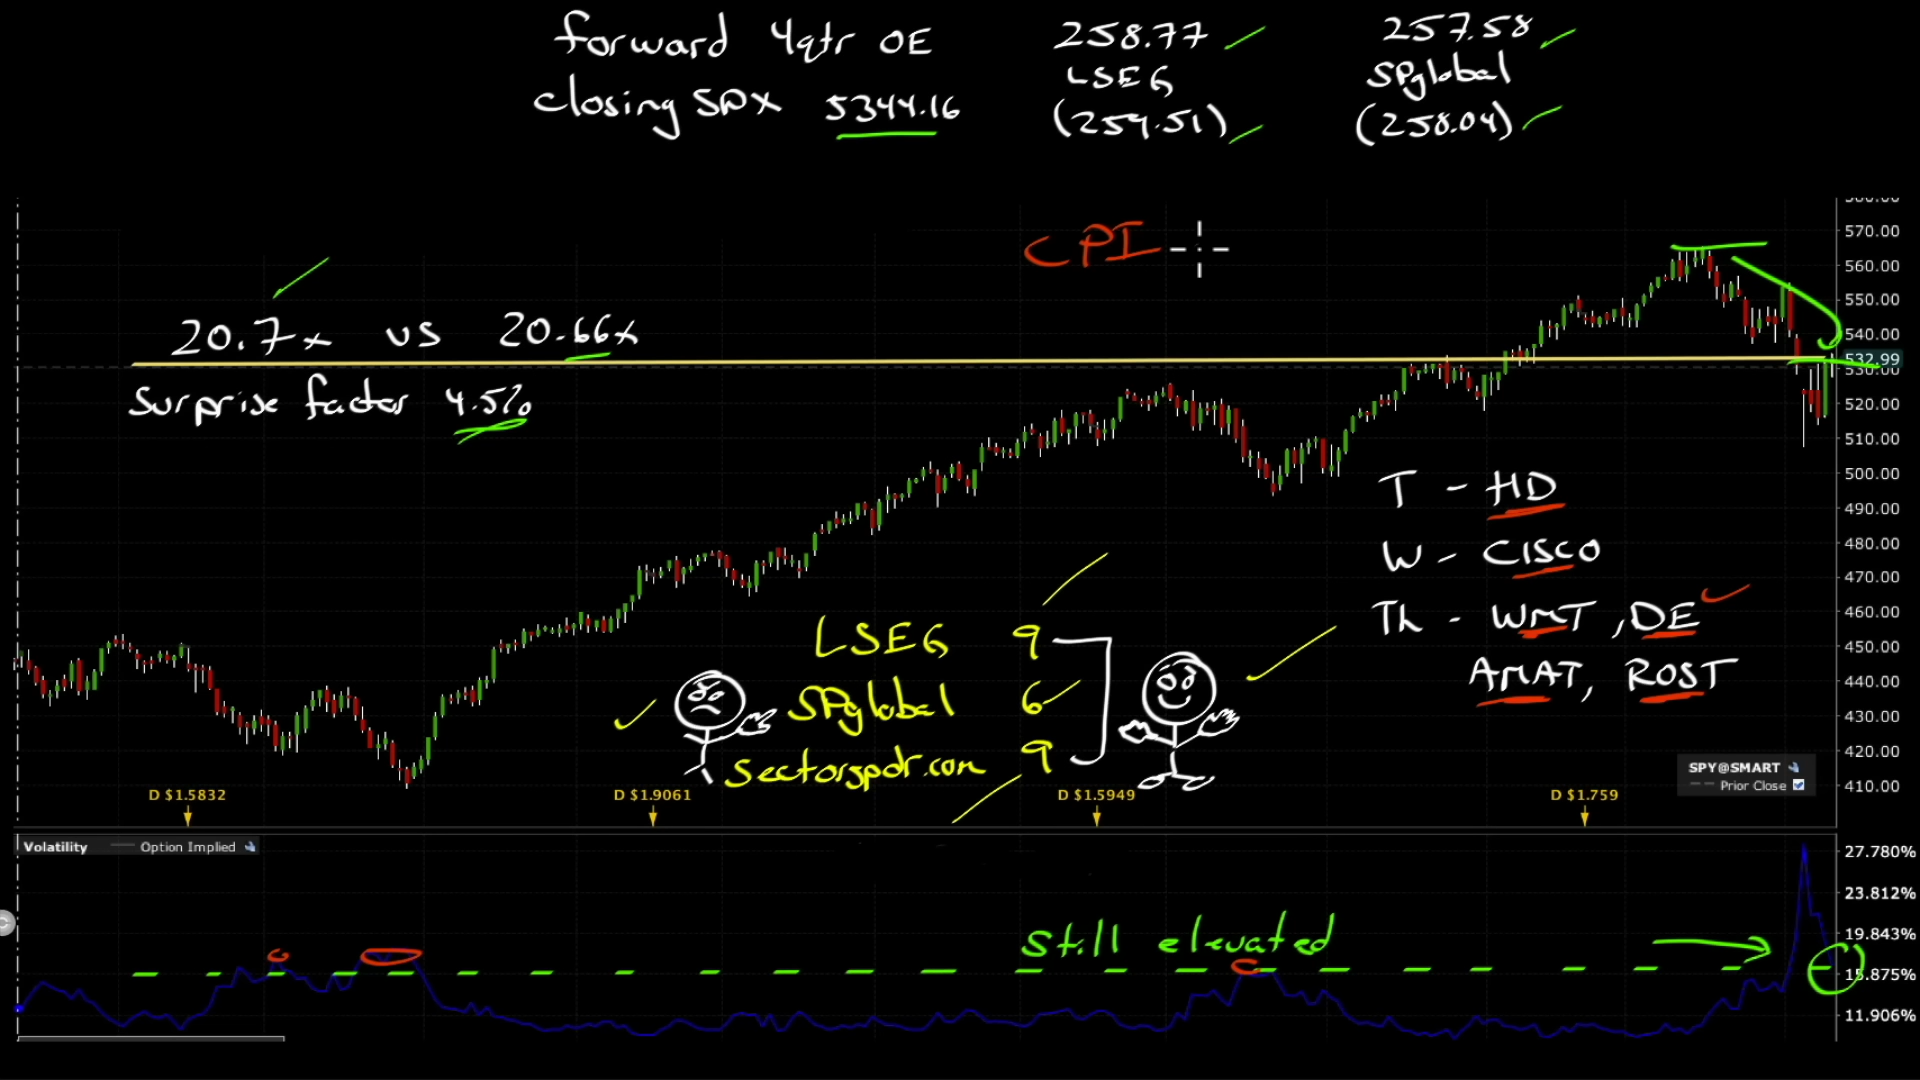 forward 4qtr OE 258.77 257.58
LSEG SPglobal
closing SPX 5344.16 (259.51) (258.04)
580.00
CPI
570.00
560.00
550.00
20.7x vs 20.66x
540.00
532.99
530.00
Surprise factor 4.5%
520.00
510.00
500.00
T - HD
490.00
480.00
W - CISCO
470.00
460.00
Th - WMT, DE
450.00
LSEG 9
440.00
AMAT, ROST
430.00
SPglobal 6
420.00
sectorspdr.com 9
SPY@SMART
Prior Close
410.00
D $1.5832 D $1.9061 D $1.5949 D $1.759
Volatility Option Implied
27.780%
23.812%
still elevated
19.843%
15.875%
11.906%